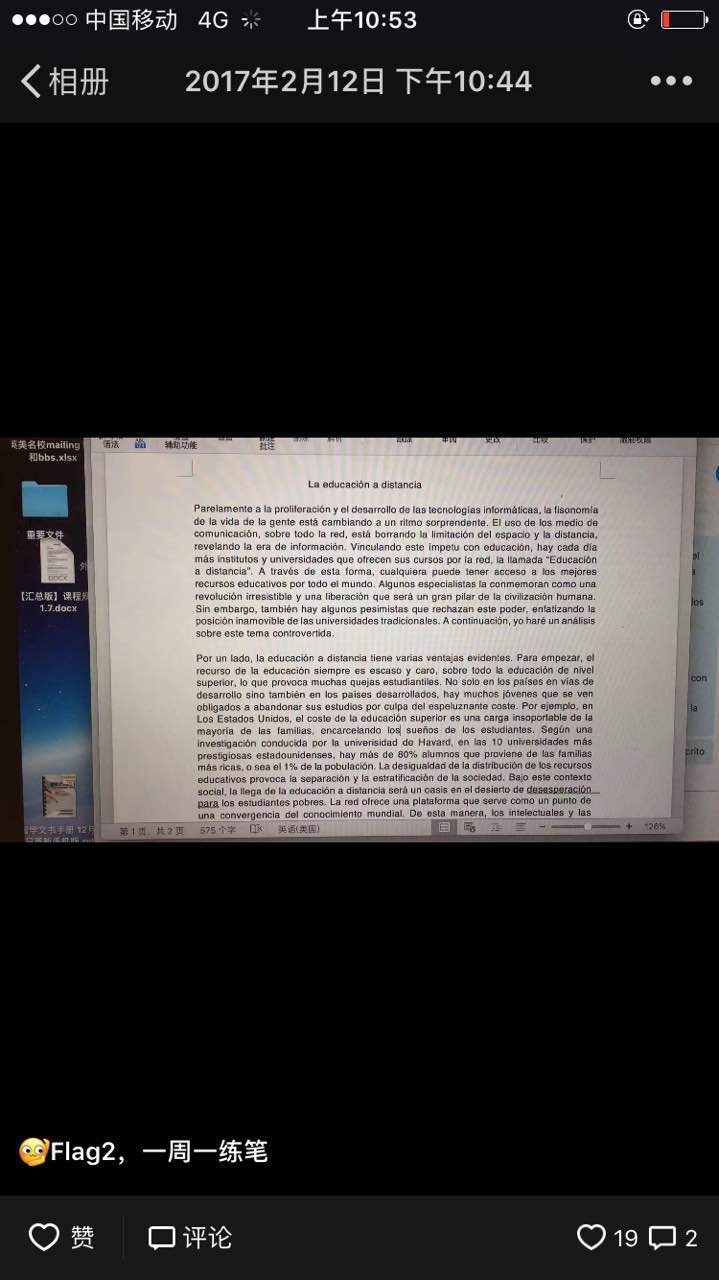 中国移动 4G 上午10:53
相册 2017年2月12日 下午10:44
英美名校mailing
和bbs.xlsx
重要文件
DOCX
【汇总版】课程
1.7.docx
语法
辅助功能
批注
La educación a distancia
Parelamente a la proliferación y el desarrollo de las tecnologías informáticas, la fisonomía
de la vida de la gente está cambiando a un ritmo sorprendente. El uso de los medio de
comunicación, sobre todo la red, está borrando la limitación del espacio y la distancia,
revelando la era de información. Vinculando este ímpetu con educación, hay cada día
más institutos y universidades que ofrecen sus cursos por la red, la llamada "Educación
a distancia". A través de esta forma, cualquiera puede tener acceso a los mejores
recursos educativos por todo el mundo. Algunos especialistas la conmemoran como una
revolución irresistible y una liberación que será un gran pilar de la civilización humana.
Sin embargo, también hay algunos pesimistas que rechazan este poder, enfatizando la
posición inamovible de las universidades tradicionales. A continuación, yo haré un análisis
sobre este tema controvertida.
Por un lado, la educación a distancia tiene varias ventajas evidentes. Para empezar, el
recurso de la educación siempre es escaso y caro, sobre todo la educación de nivel
superior, lo que provoca muchas quejas estudiantiles. No solo en los países en vías de
desarrollo sino también en los países desarrollados, hay muchos jóvenes que se ven
obligados a abandonar sus estudios por culpa del espeluznante coste. Por ejemplo, en
Los Estados Unidos, el coste de la educación superior es una carga insoportable de la
mayoría de las familias, encarcelando los sueños de los estudiantes. Según una
investigación conducida por la univerisidad de Havard, en las 10 universidades más
prestigiosas estadounidenses, hay más de 80% alumnos que proviene de las familias
más ricas, o sea el 1% de la pobulación. La desigualdad de la distribución de los recursos
educativos provoca la separación y la estratificación de la sociedad. Bajo este contexto
social, la llega de la educación a distancia será un oasis en el desierto de desesperación
para los estudiantes pobres. La red ofrece una plataforma que serve como un punto de
una convergencia del conocimiento mundial. De esta manera, los intelectuales y las
los
con
la
crito
第1页，共2页 575个字 英语(美国) 126%
Flag2，一周一练笔
赞 评论 19 2